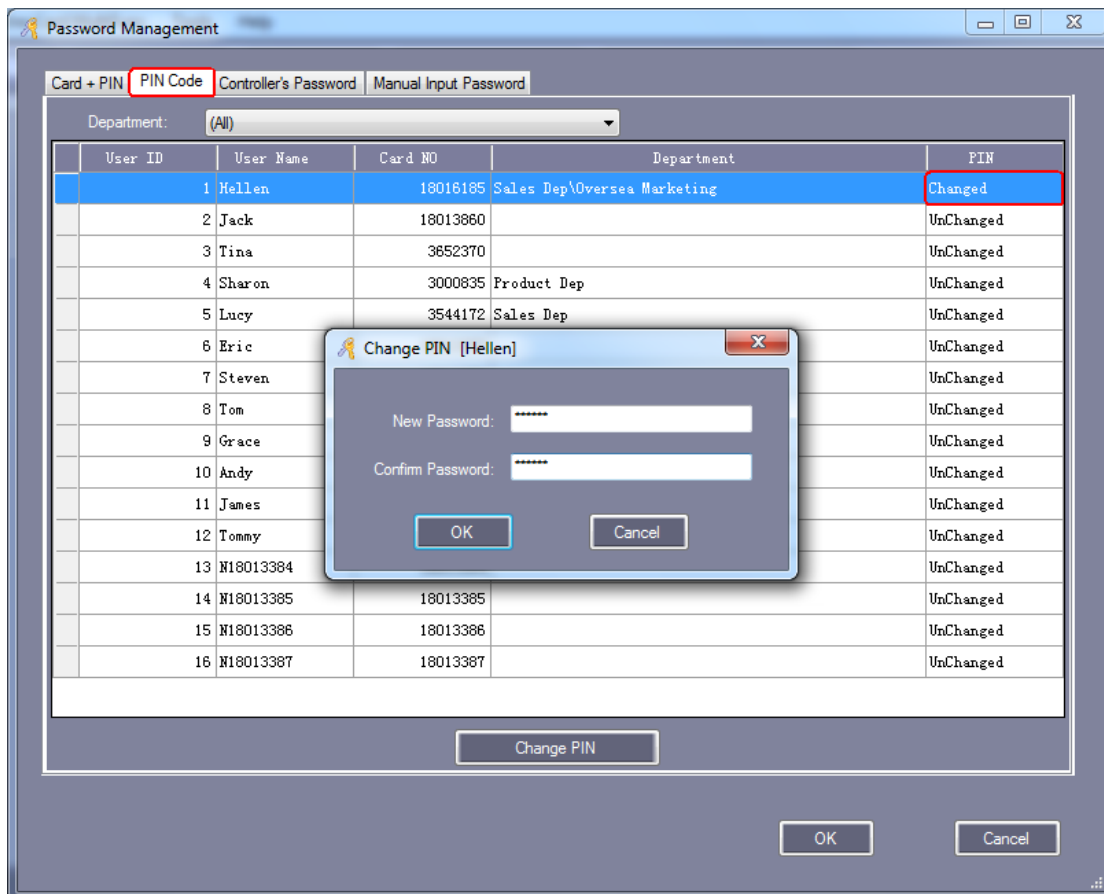 Password Management
Card + PIN PIN Code Controller's Password Manual Input Password
Department: (All)
User ID User Name Card NO Department PIN
1 Hellen 18016185 Sales Dep\Oversea Marketing Changed
2 Jack 18013860 UnChanged
3 Tina 3652370 UnChanged
4 Sharon 3000835 Product Dep UnChanged
5 Lucy 3544172 Sales Dep UnChanged
6 Eric UnChanged
7 Steven UnChanged
8 Tom UnChanged
9 Grace UnChanged
10 Andy UnChanged
11 James UnChanged
12 Tommy UnChanged
13 N18013384 UnChanged
14 N18013385 18013385 UnChanged
15 N18013386 18013386 UnChanged
16 N18013387 18013387 UnChanged
Change PIN [Hellen]
New Password: ******
Confirm Password: ******
OK Cancel
Change PIN
OK Cancel